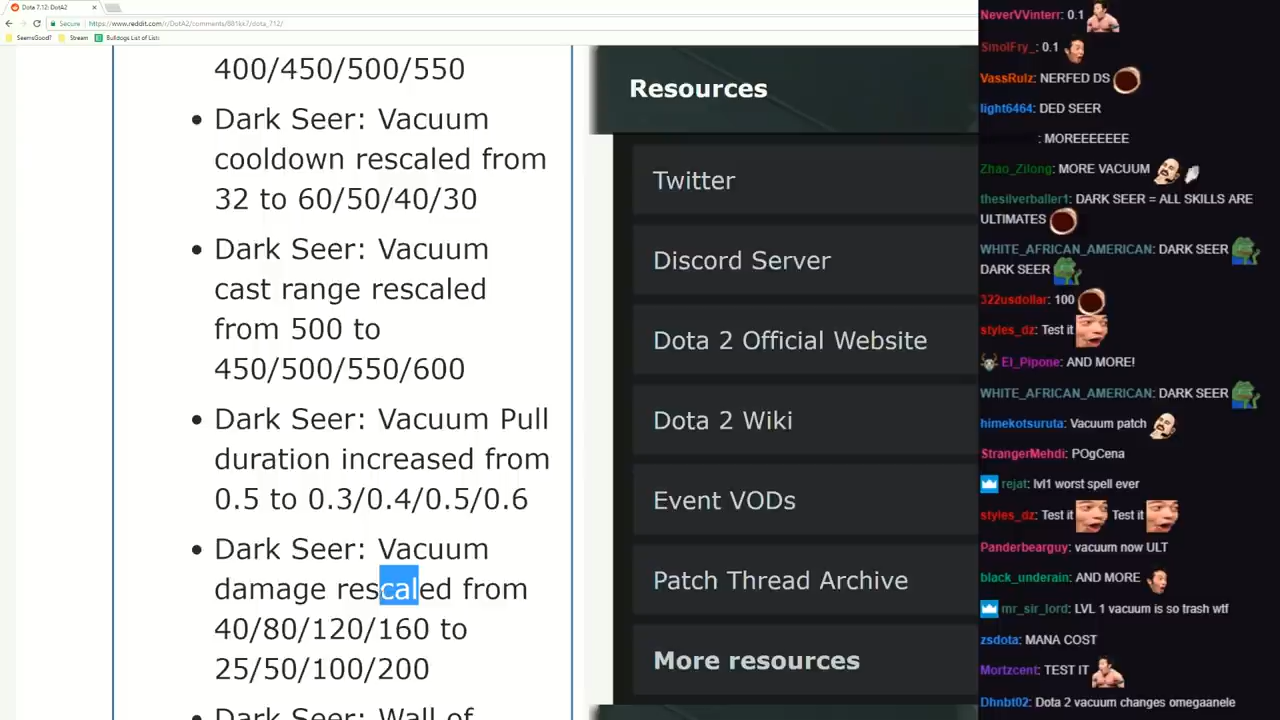 Dota 7.12: DotA2
Secure
https://www.reddit.com/r/DotA2/comments/881kx7/dota_712/
SeemsGood?
Stream
Bulldogs List of Lists
400/450/500/550
Dark Seer: Vacuum
cooldown rescaled from
32 to 60/50/40/30
Dark Seer: Vacuum
cast range rescaled
from 500 to
450/500/550/600
Dark Seer: Vacuum Pull
duration increased from
0.5 to 0.3/0.4/0.5/0.6
Dark Seer: Vacuum
damage rescaled from
40/80/120/160 to
25/50/100/200
Dark Seer: Wall of
Resources
Twitter
Discord Server
Dota 2 Official Website
Dota 2 Wiki
Event VODs
Patch Thread Archive
More resources
NeverVVinterr: 0.1
SmolFry_: 0.1
VassRulz: NERFED DS
light6464: DED SEER
: MOREEEEEEE
Zhao_Zilong: MORE VACUUM
thesilverballer1: DARK SEER = ALL SKILLS ARE
ULTIMATES
WHITE_AFRICAN_AMERICAN: DARK SEER
DARK SEER
322usdollar: 100
styles_dz: Test it
El_Pipone: AND MORE!
WHITE_AFRICAN_AMERICAN: DARK SEER
himekotsuruta: Vacuum patch
StrangerMehdi: POgCena
rejat: lvl1 worst spell ever
styles_dz: Test it Test it
Panderbearguy: vacuum now ULT
black_underain: AND MORE
mr_sir_lord: LVL 1 vacuum is so trash wtf
zsdota: MANA COST
Mortzcent: TEST IT
Dhnbt02: Dota 2 vacuum changes omegaanele